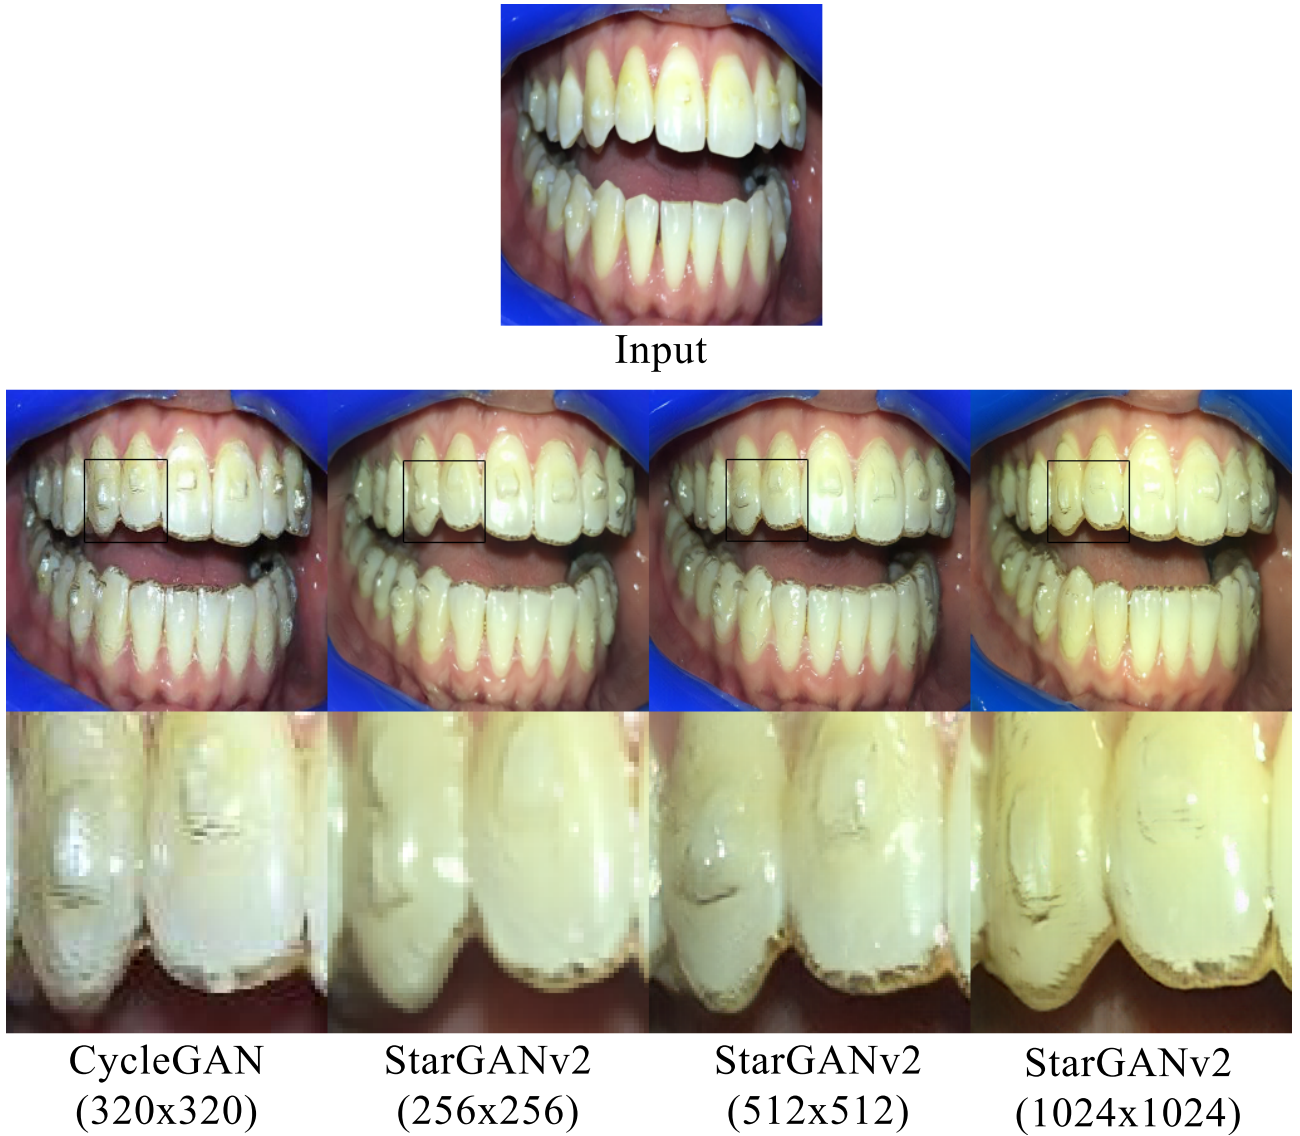 Input
CycleGAN
(320x320)
StarGANv2
(256x256)
StarGANv2
(512x512)
StarGANv2
(1024x1024)